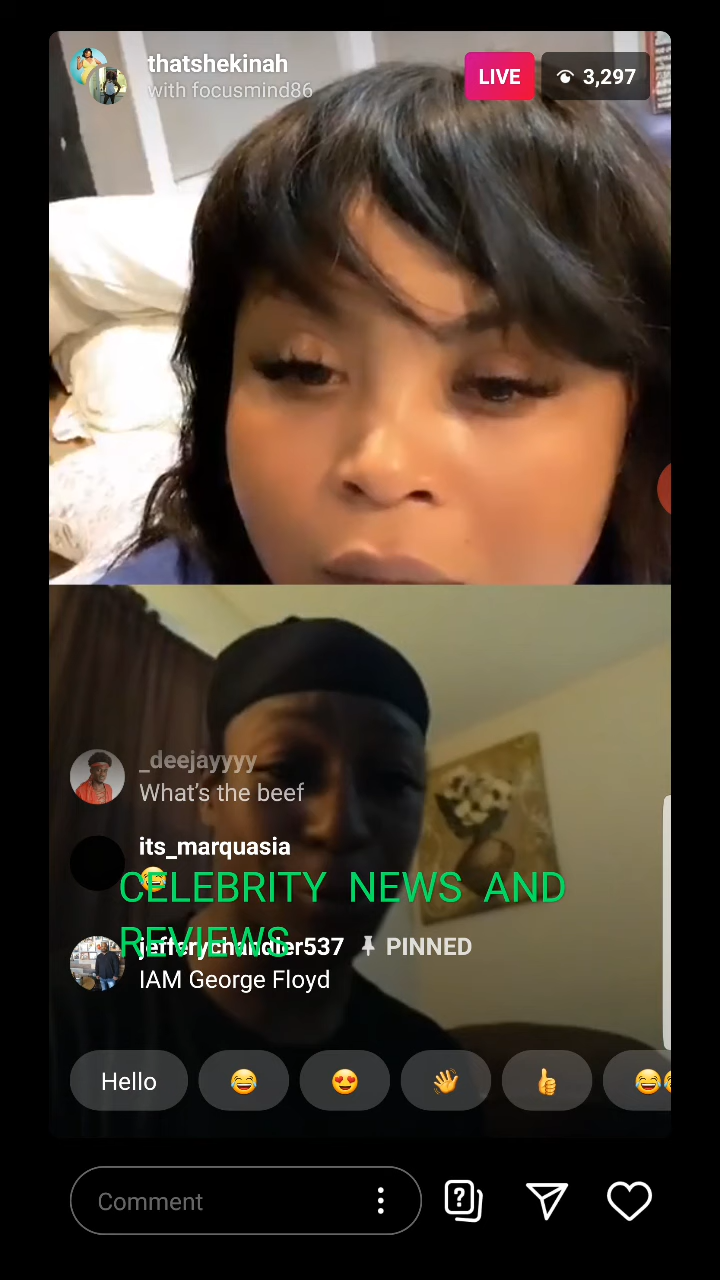 thatshekinah
with focusmind86
LIVE
3,297
_deejayyyy
What's the beef
its_marquasia
😂
CELEBRITY NEWS AND
REVIEWS
jefferychandler537 PINNED
IAM George Floyd
Hello
Comment